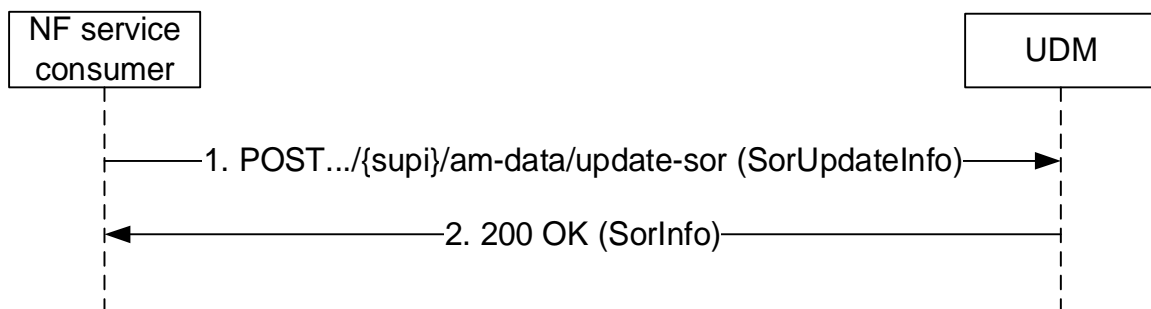 NF service
consumer
UDM
1. POST.../{supi}/am-data/update-sor (SorUpdateInfo)
2. 200 OK (SorInfo)